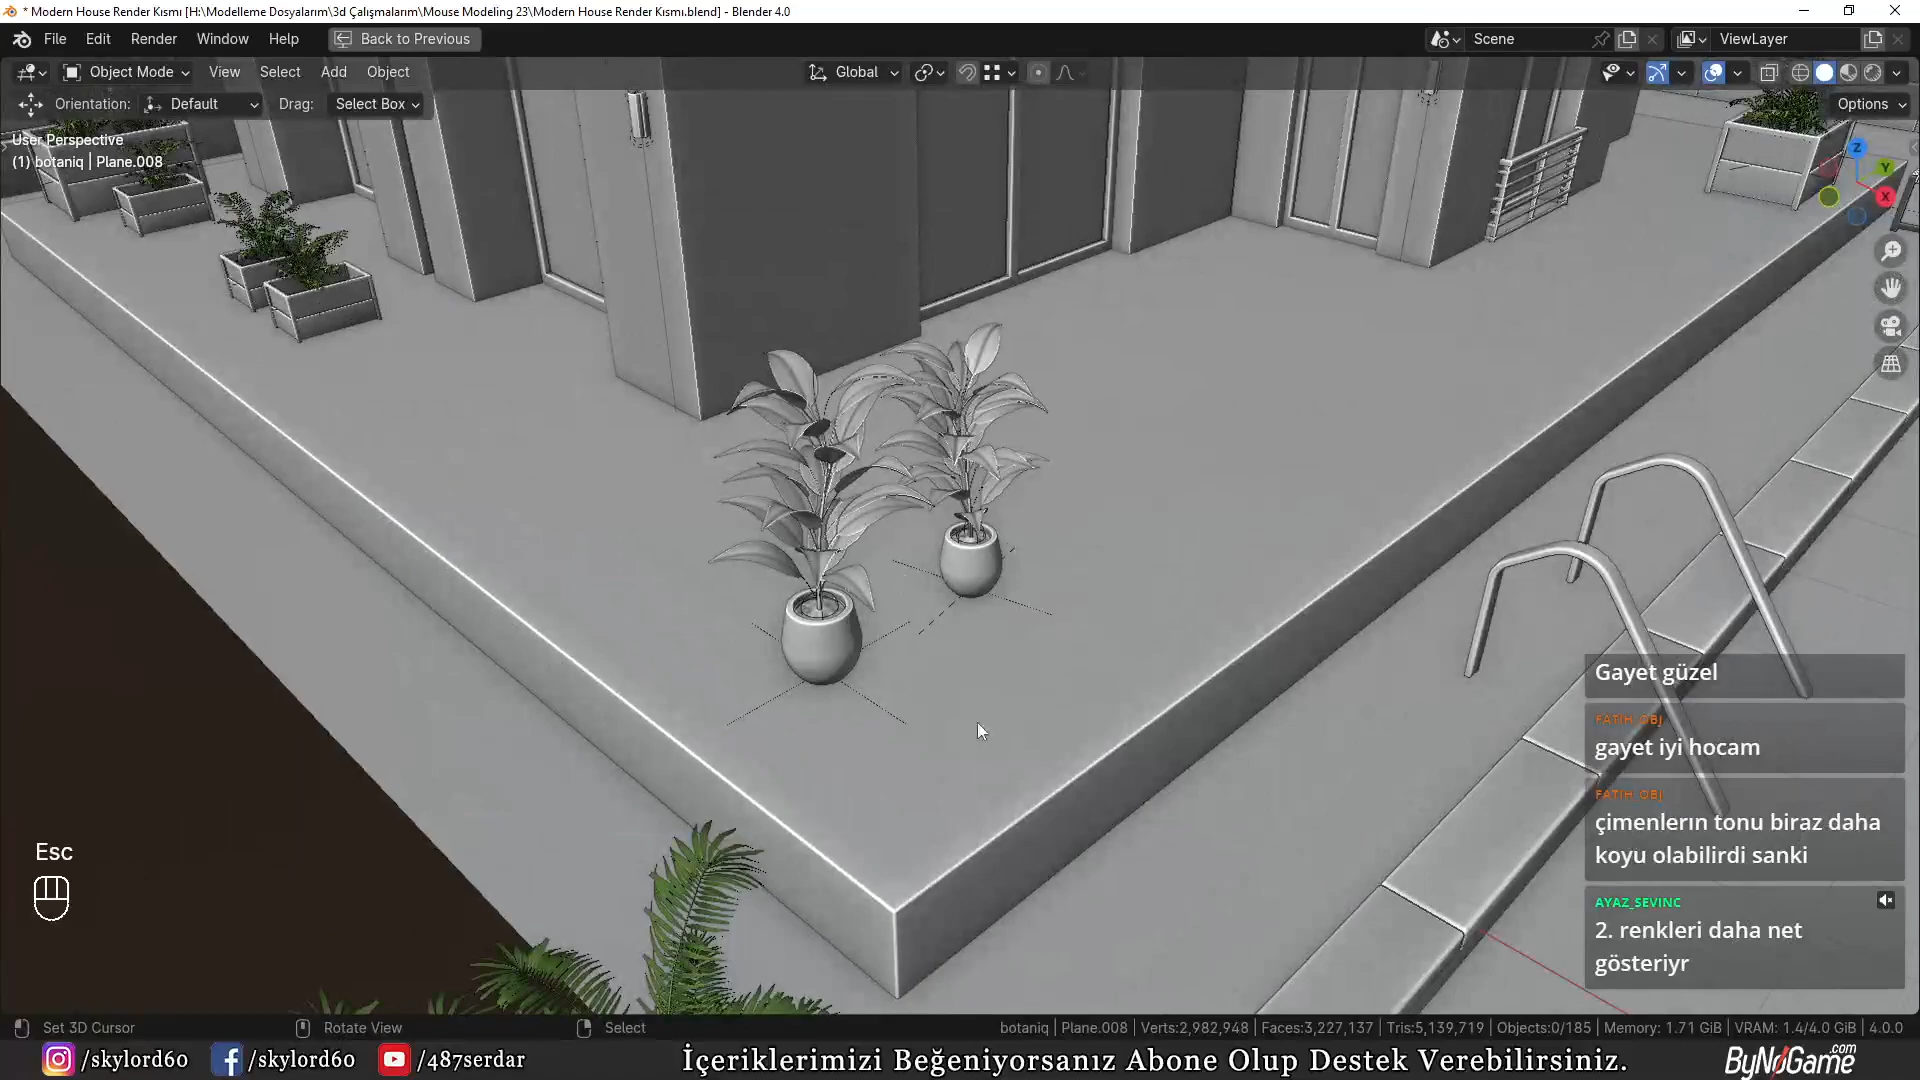 * Modern House Render Kısmı [H:\Modelleme Dosyalarım\3d Çalışmalarım\Mouse Modeling 23\Modern House Render Kısmı.blend] - Blender 4.0
File Edit Render Window Help Back to Previous Scene ViewLayer
Object Mode View Select Add Object Global
Orientation: Default Drag: Select Box Options
User Perspective
(1) botaniq | Plane.008
Z
Y
X
Gayet güzel
FATIH_OBJ
gayet iyi hocam
FATIH_OBJ
çimenlerın tonu biraz daha
koyu olabilirdi sanki
AYAZ_SEVINC
2. renkleri daha net
gösteriyr
Esc
Set 3D Cursor Rotate View Select botaniq | Plane.008 | Verts:2,982,948 | Faces:3,227,137 | Tris:5,139,719 | Objects:0/185 | Memory: 1.71 GiB | VRAM: 1.4/4.0 GiB | 4.0.0
/skylord60 /skylord60 /487serdar İçeriklerimizi Beğeniyorsanız Abone Olup Destek Verebilirsiniz. ByNoGame.com